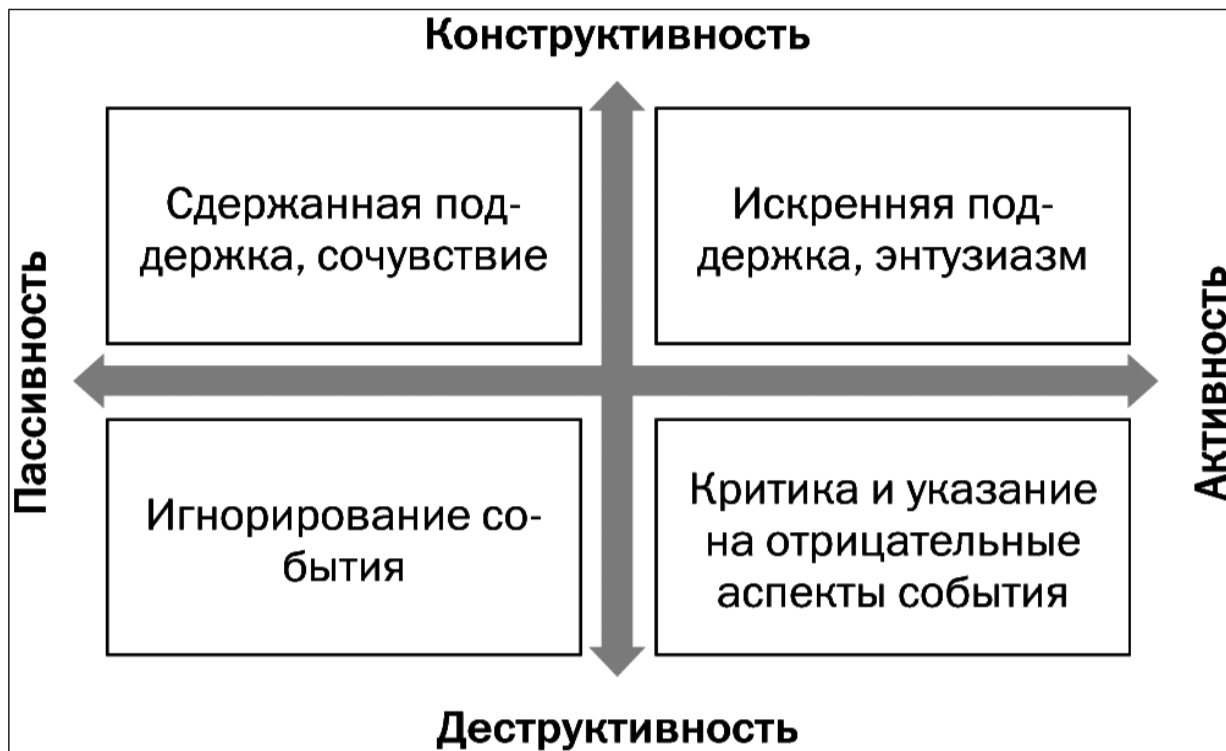 Конструктивность
Сдержанная под-
держка, сочувствие
Искренняя под-
держка, энтузиазм
Пассивность
Активность
Игнорирование со-
бытия
Критика и указание
на отрицательные
аспекты события
Деструктивность